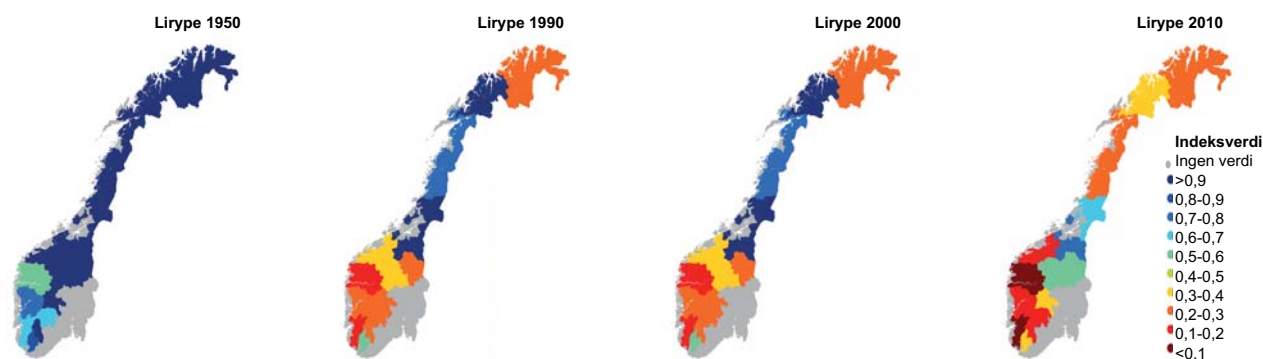 Lirype 1950
Lirype 1990
Lirype 2000
Lirype 2010
Indeksverdi
Ingen verdi
>0,9
0,8-0,9
0,7-0,8
0,6-0,7
0,5-0,6
0,4-0,5
0,3-0,4
0,2-0,3
0,1-0,2
<0,1